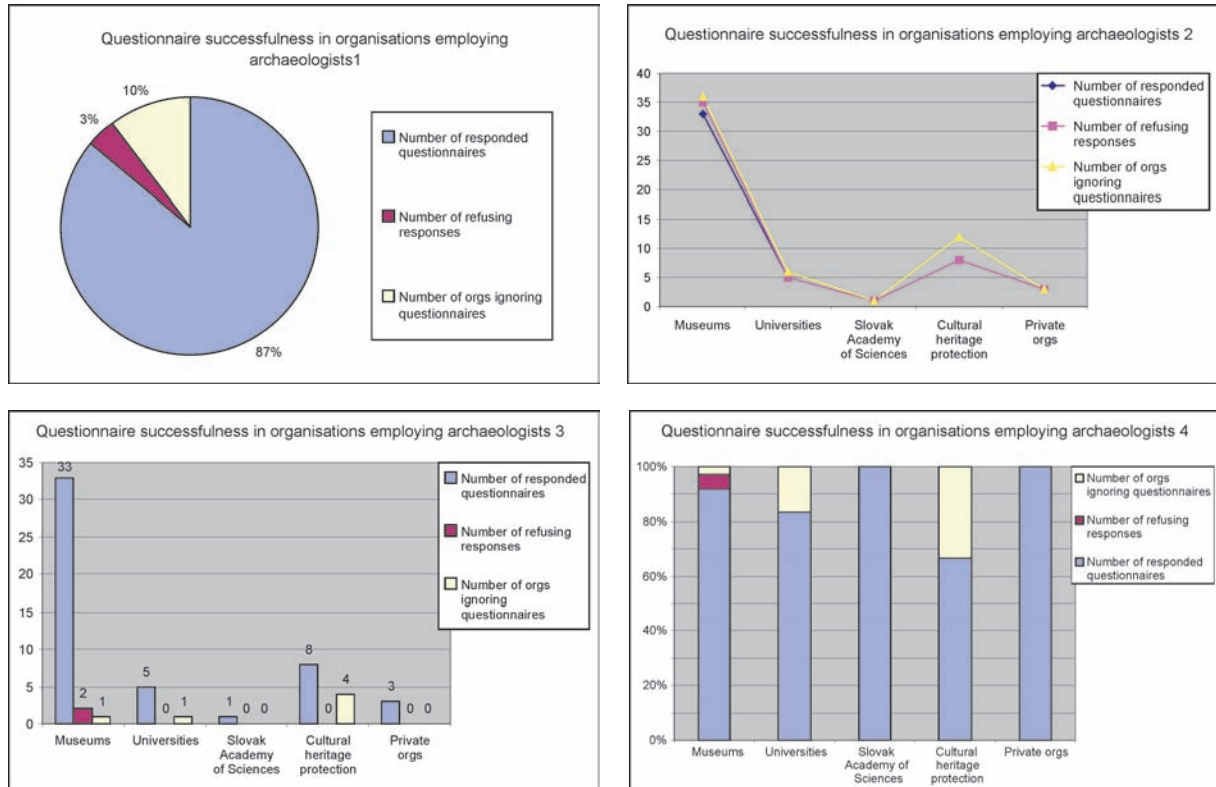 Questionnaire successfulness in organisations employing
archaeologists1
10%
3%
87%
Number of responded
questionnaires
Number of refusing
responses
Number of orgs ignoring
questionnaires
Questionnaire successfulness in organisations employing archaeologists 2
40
35
30
25
20
15
10
5
0
Museums
Universities
Slovak
Academy
of Sciences
Cultural
heritage
protection
Private
orgs
Number of responded
questionnaires
Number of refusing
responses
Number of orgs
ignoring
questionnaires
Questionnaire successfulness in organisations employing archaeologists 3
35
30
25
20
15
10
5
0
33
2
1
5
0
1
1
0
0
8
0
4
3
0
0
Museums
Universities
Slovak
Academy
of Sciences
Cultural
heritage
protection
Private
orgs
Number of responded
questionnaires
Number of refusing
responses
Number of orgs
ignoring
questionnaires
Questionnaire successfulness in organisations employing archaeologists 4
100%
80%
60%
40%
20%
0%
Museums
Universities
Slovak
Academy
of Sciences
Cultural
heritage
protection
Private orgs
Number of orgs
ignoring questionnaires
Number of refusing
responses
Number of responded
questionnaires